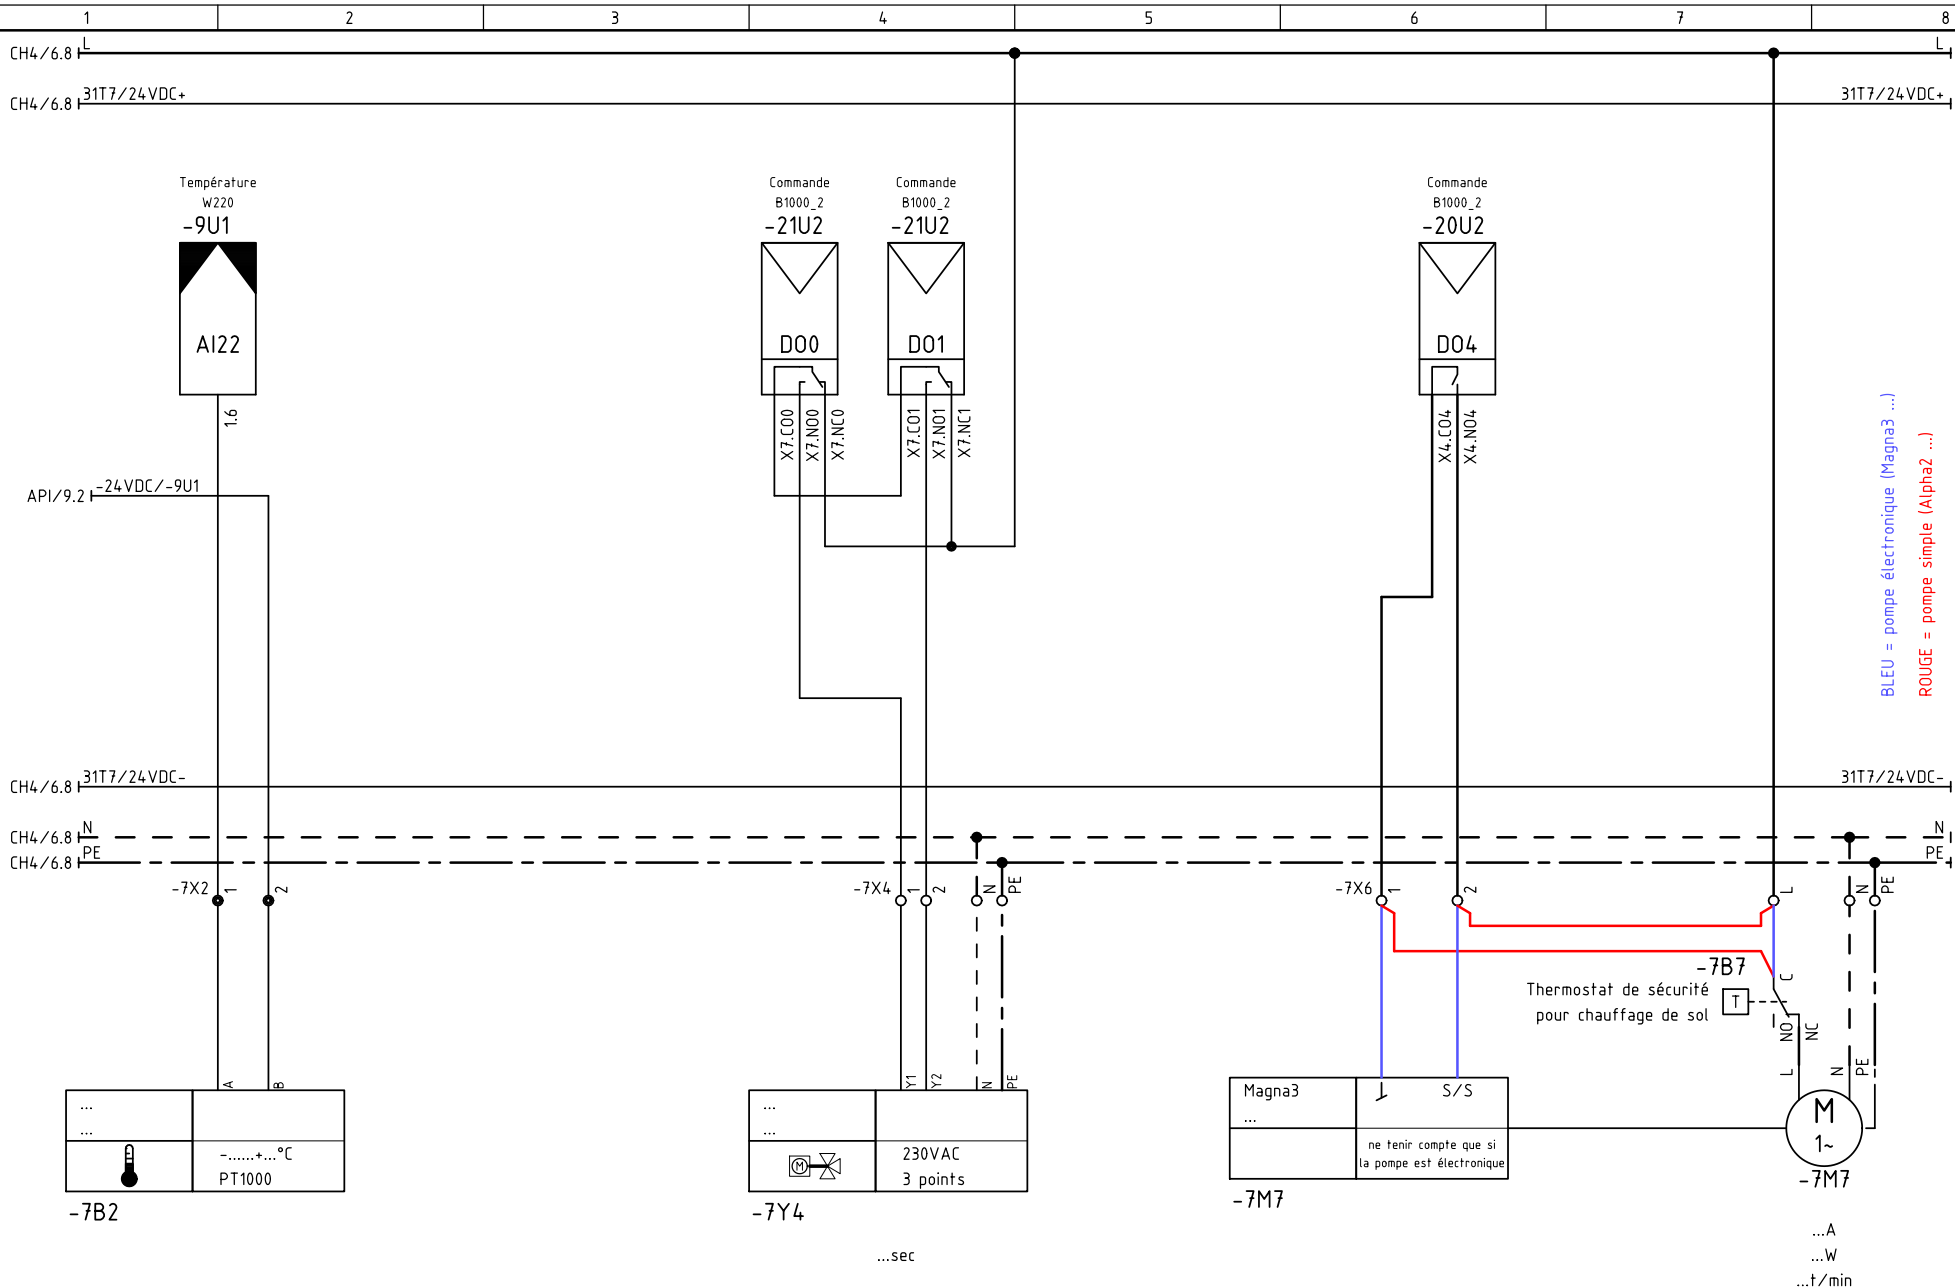 1 2 3 4 5 6 7 8
CH4/6.8 L L
CH4/6.8 31T7/24VDC+ 31T7/24VDC+
Température
W220
-9U1
AI22
1.6
API/9.2 -24VDC/-9U1
Commande
B1000_2
-21U2
DO0
X7.CO0
X7.NO0
X7.NC0
Commande
B1000_2
-21U2
DO1
X7.CO1
X7.NO1
X7.NC1
Commande
B1000_2
-20U2
DO4
X4.CO4
X4.NO4
BLEU = pompe électronique (Magna3 ...)
ROUGE = pompe simple (Alpha2 ...)
CH4/6.8 31T7/24VDC- 31T7/24VDC-
CH4/6.8 N N
CH4/6.8 PE PE
-7X2 1 2
-7X4 1 2 N PE
-7X6 1 2 L N PE
-7B7
C
Thermostat de sécurité
pour chauffage de sol
T
NO
NC
A B
...
...
-......+...°C
PT1000
-7B2
Y1 Y2 N PE
...
...
M
230VAC
3 points
-7Y4
...sec
Magna3
...
S/S
ne tenir compte que si
la pompe est électronique
-7M7
L N PE
M
1~
-7M7
...A
...W
...t/min